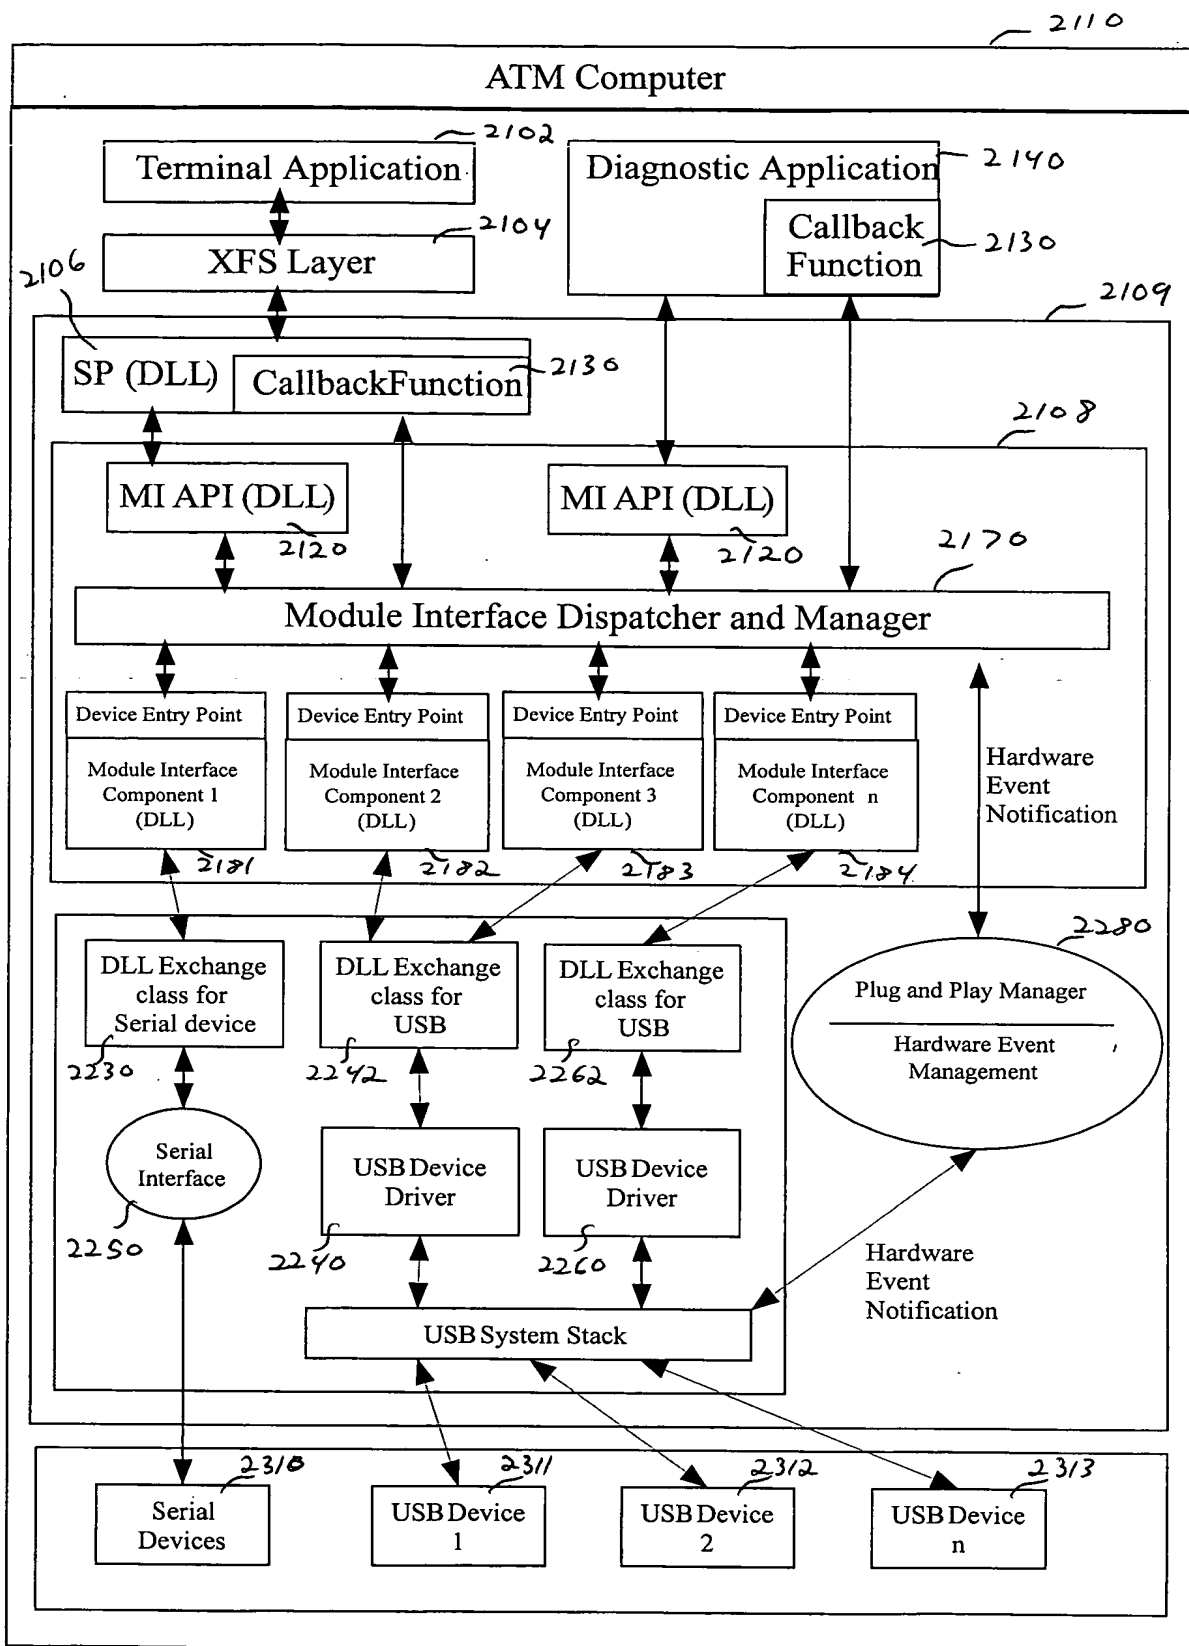 2110
ATM Computer
2102
Terminal Application
2140
Diagnostic Application
2104
XFS Layer
Callback
Function
2130
2106
2109
SP (DLL)
CallbackFunction
2130
2108
MI API (DLL)
2120
MI API (DLL)
2120
2170
Module Interface Dispatcher and Manager
Device Entry Point
Module Interface
Component 1
(DLL)
2181
Device Entry Point
Module Interface
Component 2
(DLL)
2182
Device Entry Point
Module Interface
Component 3
(DLL)
2183
Device Entry Point
Module Interface
Component n
(DLL)
2184
Hardware
Event
Notification
2280
DLL Exchange
class for
Serial device
2230
DLL Exchange
class for
USB
2242
DLL Exchange
class for
USB
2262
Plug and Play Manager
Hardware Event
Management
Serial
Interface
2250
USB Device
Driver
2240
USB Device
Driver
2260
Hardware
Event
Notification
USB System Stack
2310
Serial
Devices
2311
USB Device
1
2312
USB Device
2
2313
USB Device
n